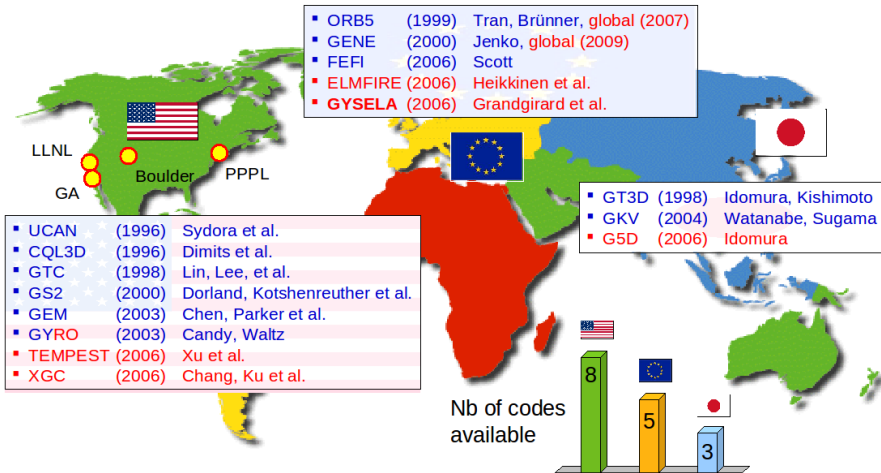 ▪ ORB5 (1999) Tran, Brünner, global (2007)
▪ GENE (2000) Jenko, global (2009)
▪ FEFI (2006) Scott
▪ ELMFIRE (2006) Heikkinen et al.
▪ GYSELA (2006) Grandgirard et al.
LLNL
GA
Boulder
PPPL
▪ GT3D (1998) Idomura, Kishimoto
▪ GKV (2004) Watanabe, Sugama
▪ G5D (2006) Idomura
▪ UCAN (1996) Sydora et al.
▪ CQL3D (1996) Dimits et al.
▪ GTC (1998) Lin, Lee, et al.
▪ GS2 (2000) Dorland, Kotshenreuther et al.
▪ GEM (2003) Chen, Parker et al.
▪ GYRO (2003) Candy, Waltz
▪ TEMPEST (2006) Xu et al.
▪ XGC (2006) Chang, Ku et al.
Nb of codes
available
8
5
3